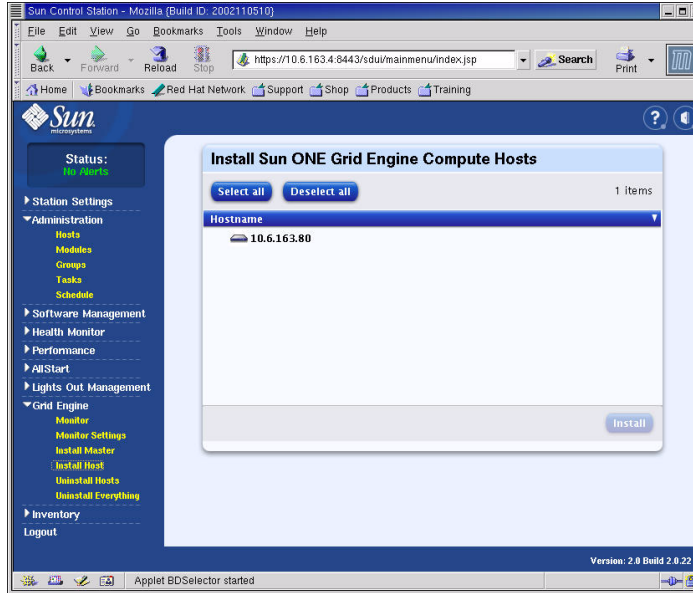 Sun Control Station - Mozilla {Build ID: 2002110510}
File Edit View Go Bookmarks Tools Window Help
Back Forward Reload Stop https://10.6.163.4:8443/sdui/mainmenu/index.jsp Search Print
Home Bookmarks Red Hat Network Support Shop Products Training
Sun
microsystems
?
Status:
No Alerts
Station Settings
Administration
Hosts
Modules
Groups
Tasks
Schedule
Software Management
Health Monitor
Performance
AllStart
Lights Out Management
Grid Engine
Monitor
Monitor Settings
Install Master
Install Host
Uninstall Hosts
Uninstall Everything
Inventory
Logout
Install Sun ONE Grid Engine Compute Hosts
Select all Deselect all 1 items
Hostname
10.6.163.80
Install
Version: 2.0 Build 2.0.22
Applet BDSelector started